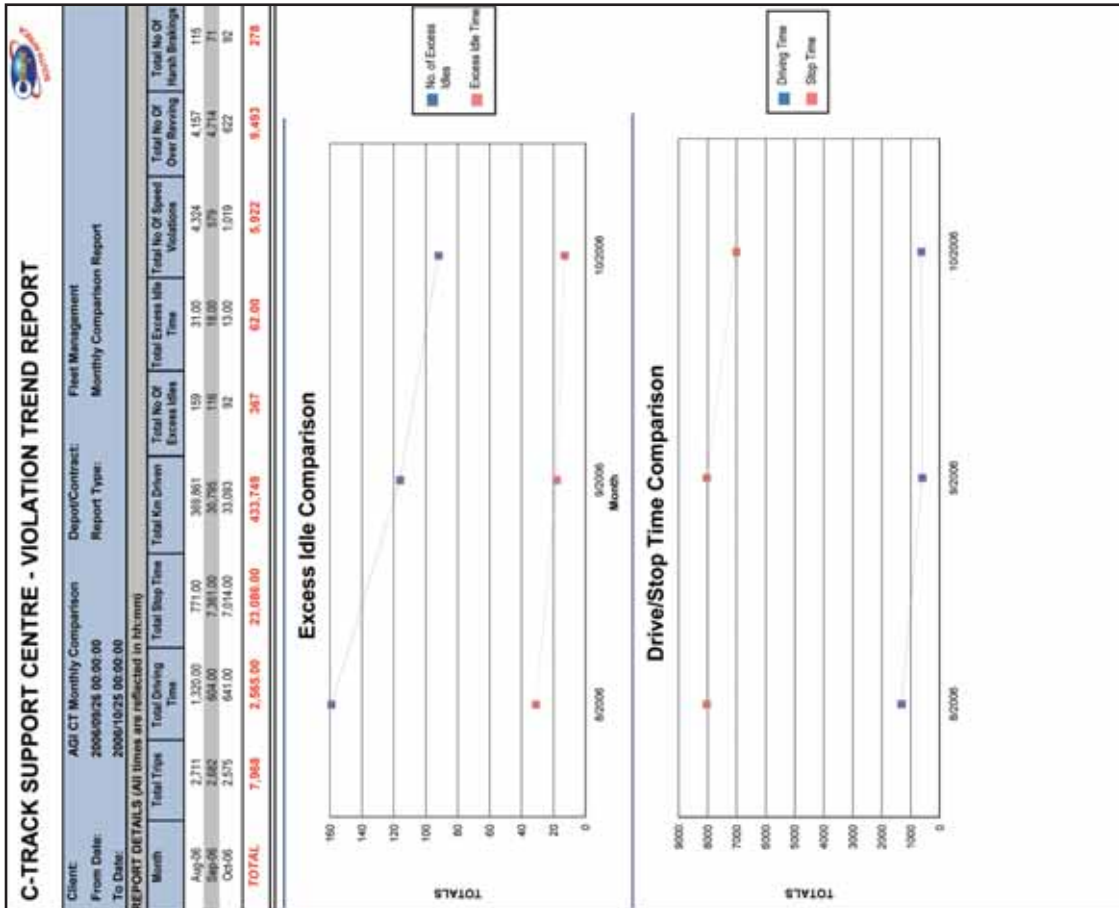 C-TRACK SUPPORT CENTRE - VIOLATION TREND REPORT
Client: AGI CT Monthly Comparison Depot/Contract: Fleet Management
From Date: 2006/09/26 00:00:00 Report Type: Monthly Comparison Report
To Date: 2006/10/25 00:00:00
REPORT DETAILS (All times are reflected in hh:mm)
Month Total Trips Total Driving Time Total Stop Time Total Km Driven Total No Of Excess Idles Total Excess Idle Time Total No Of Speed Violations Total No Of Over Revving Total No Of Harsh Brakings
Aug-06 2,711 1,320.00 771.00 369,861 159 31.00 4,324 4,157 115
Sep-06 2,682 604.00 7,361.00 30,795 116 18.00 579 4,714 71
Oct-06 2,575 641.00 7,014.00 33,093 92 13.00 1,019 622 92
TOTAL 7,968 2,565.00 23,086.00 433,749 367 62.00 5,922 9,493 278
Excess Idle Comparison
TOTALS
160
140
120
100
80
60
40
20
0
8/2006 9/2006 10/2006
Month
No. of Excess Idles
Excess Idle Time
Drive/Stop Time Comparison
TOTALS
9000
8000
7000
6000
5000
4000
3000
2000
1000
0
8/2006 9/2006 10/2006
Driving Time
Stop Time